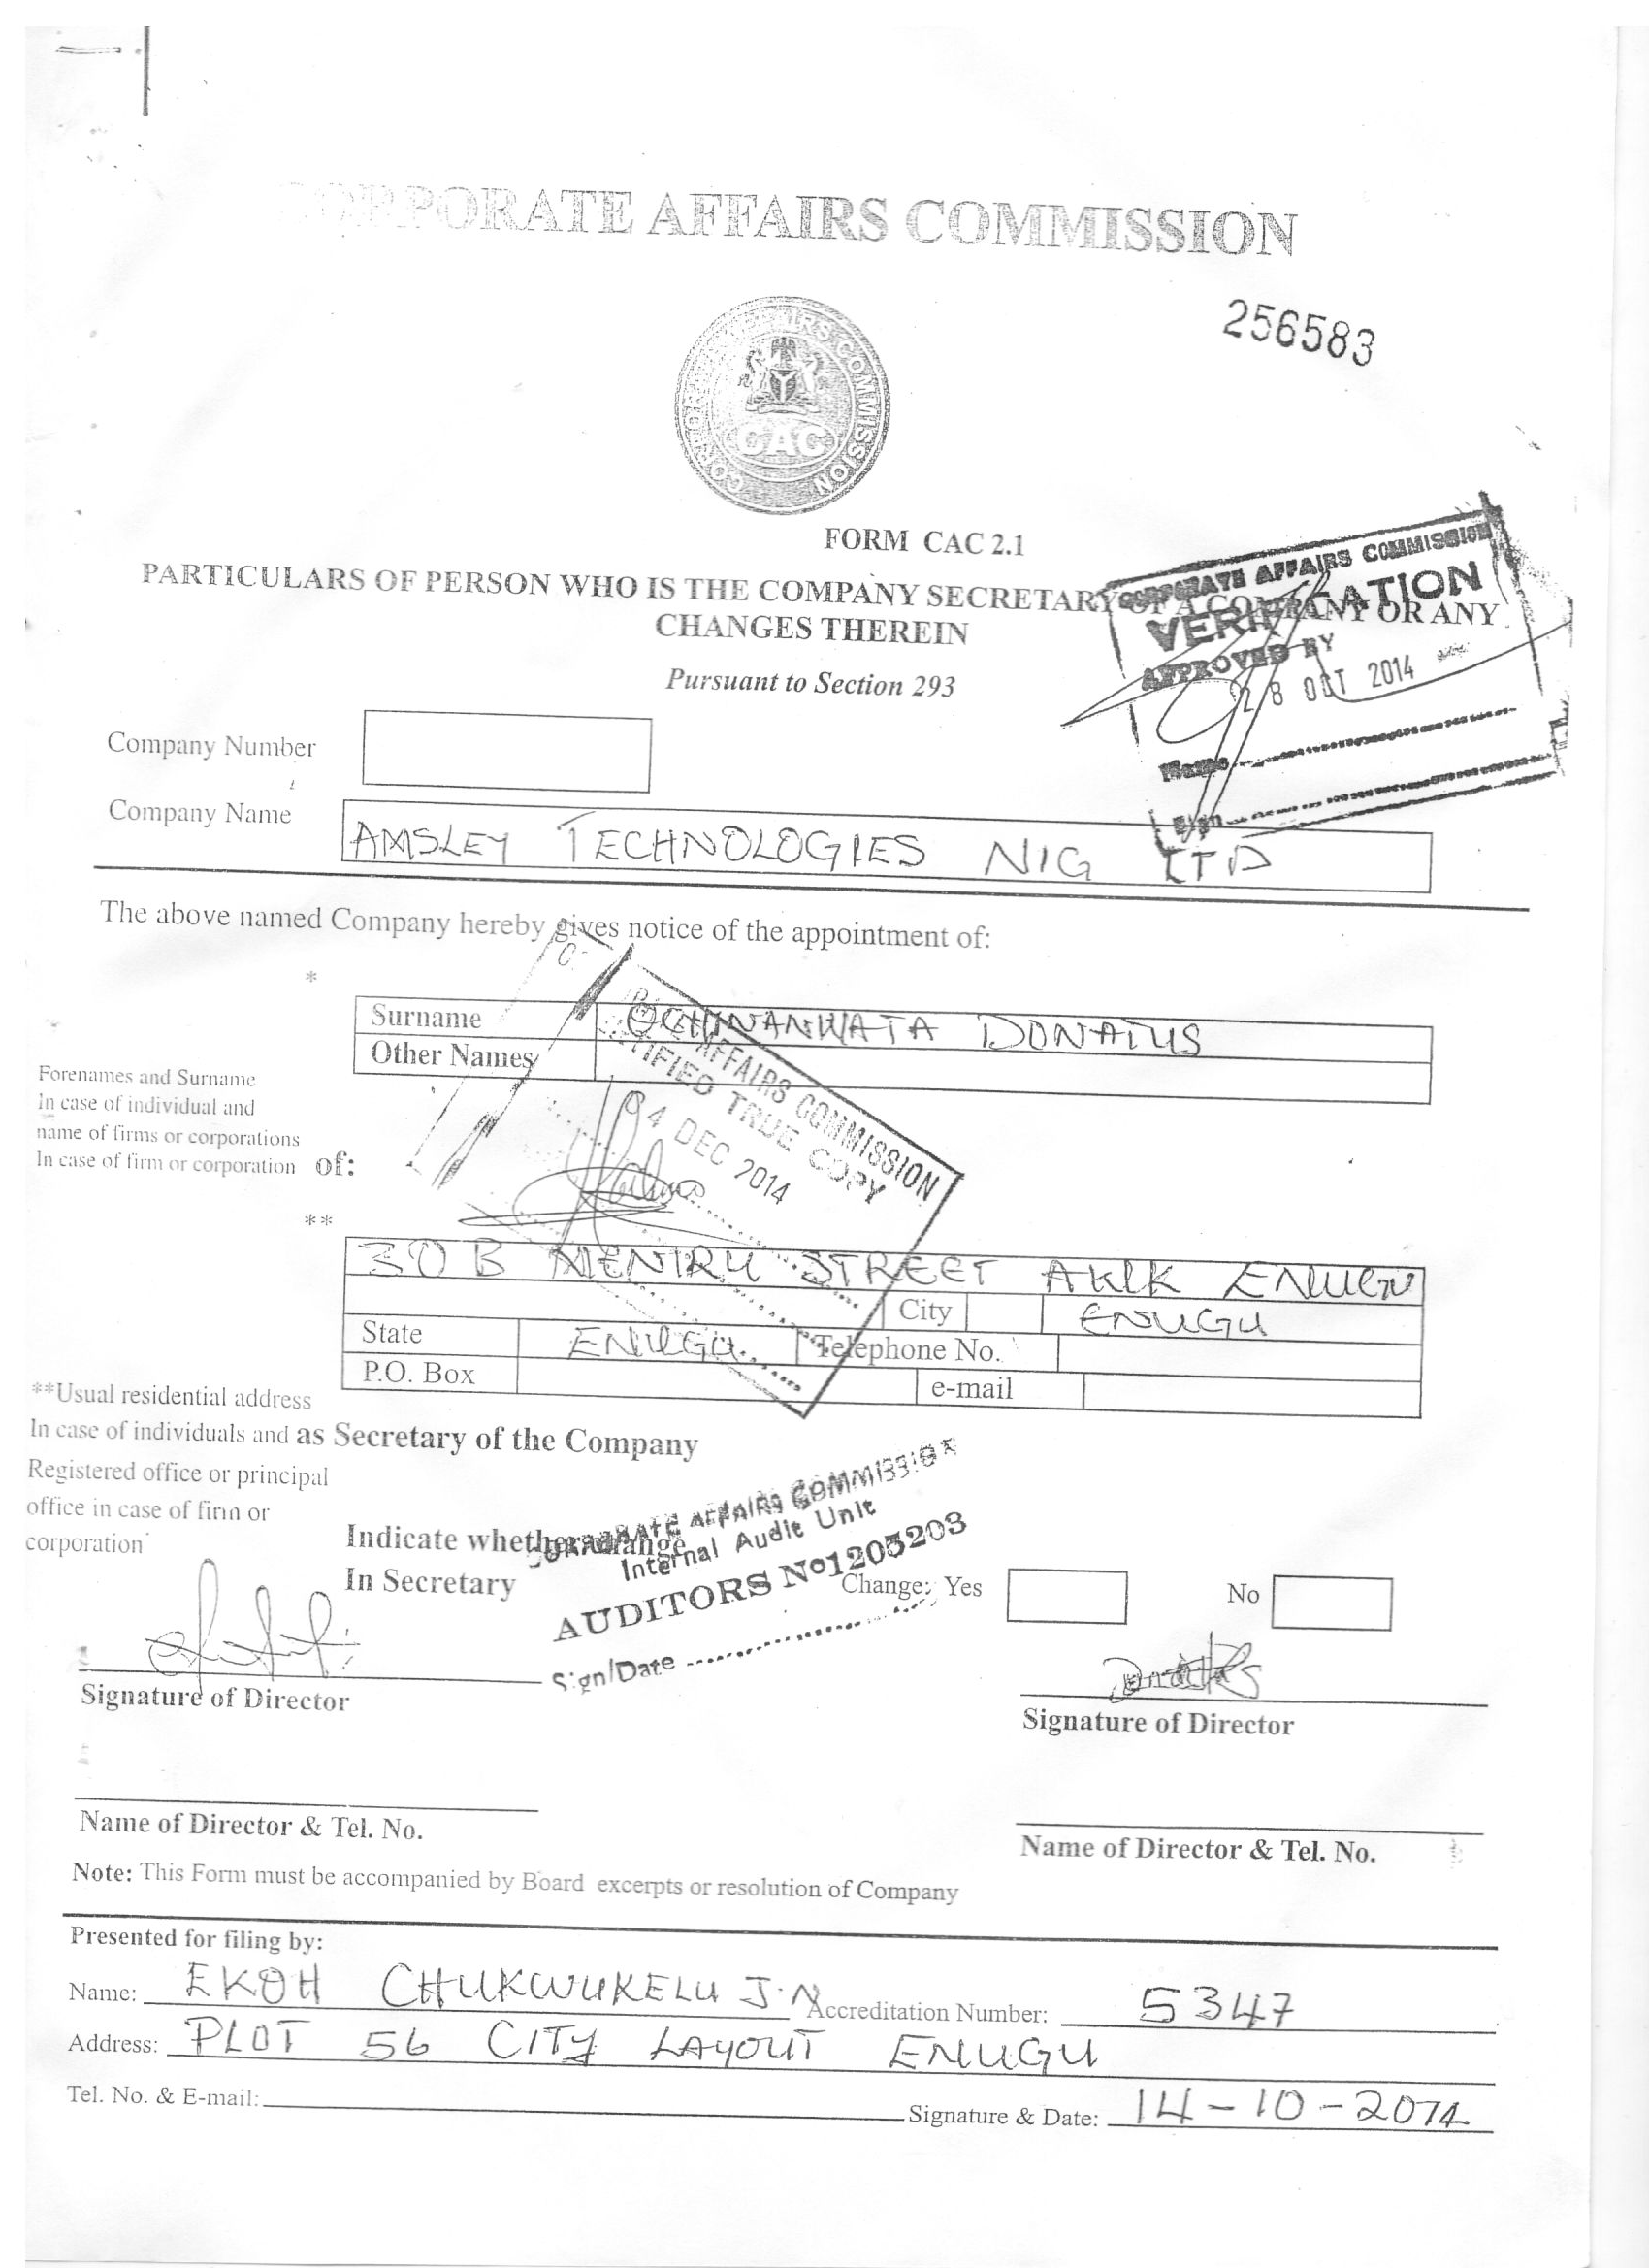 CORPORATE AFFAIRS COMMISSION
256583
CORPORATE AFFAIRS COMMISSION
CAC
FORM CAC 2.1
PARTICULARS OF PERSON WHO IS THE COMPANY SECRETARY OF A COMPANY OR ANY
CHANGES THEREIN
Pursuant to Section 293
CORPORATE AFFAIRS COMMISSION
VERIFICATION
APPROVED BY
28 OCT 2014
Name
Sign
Company Number
Company Name
AMSLEY TECHNOLOGIES NIG LTD
The above named Company hereby gives notice of the appointment of:
*
Surname OCHINANWATA DONATUS
Other Names
Forenames and Surname
In case of individual and
name of firms or corporations
In case of firm or corporation of:
AFFAIRS COMMISSION
CERTIFIED TRUE COPY
04 DEC 2014
**
30 B MENIRU STREET AWK ENUGU
City ENUGU
State ENUGU Telephone No.
P.O. Box e-mail
**Usual residential address
In case of individuals and as Secretary of the Company
Registered office or principal
office in case of firm or
corporation
Indicate whether a change
In Secretary
Change: Yes No
CORPORATE AFFAIRS COMMISSION
Internal Audit Unit
AUDITORS No1203203
Sign/Date
Signature of Director
Signature of Director
Name of Director & Tel. No.
Name of Director & Tel. No.
Note: This Form must be accompanied by Board excerpts or resolution of Company
Presented for filing by:
Name: EKOH CHUKWUKELU J.N Accreditation Number: 5347
Address: PLOT 56 CITY LAYOUT ENUGU
Tel. No. & E-mail: Signature & Date: 14-10-2014